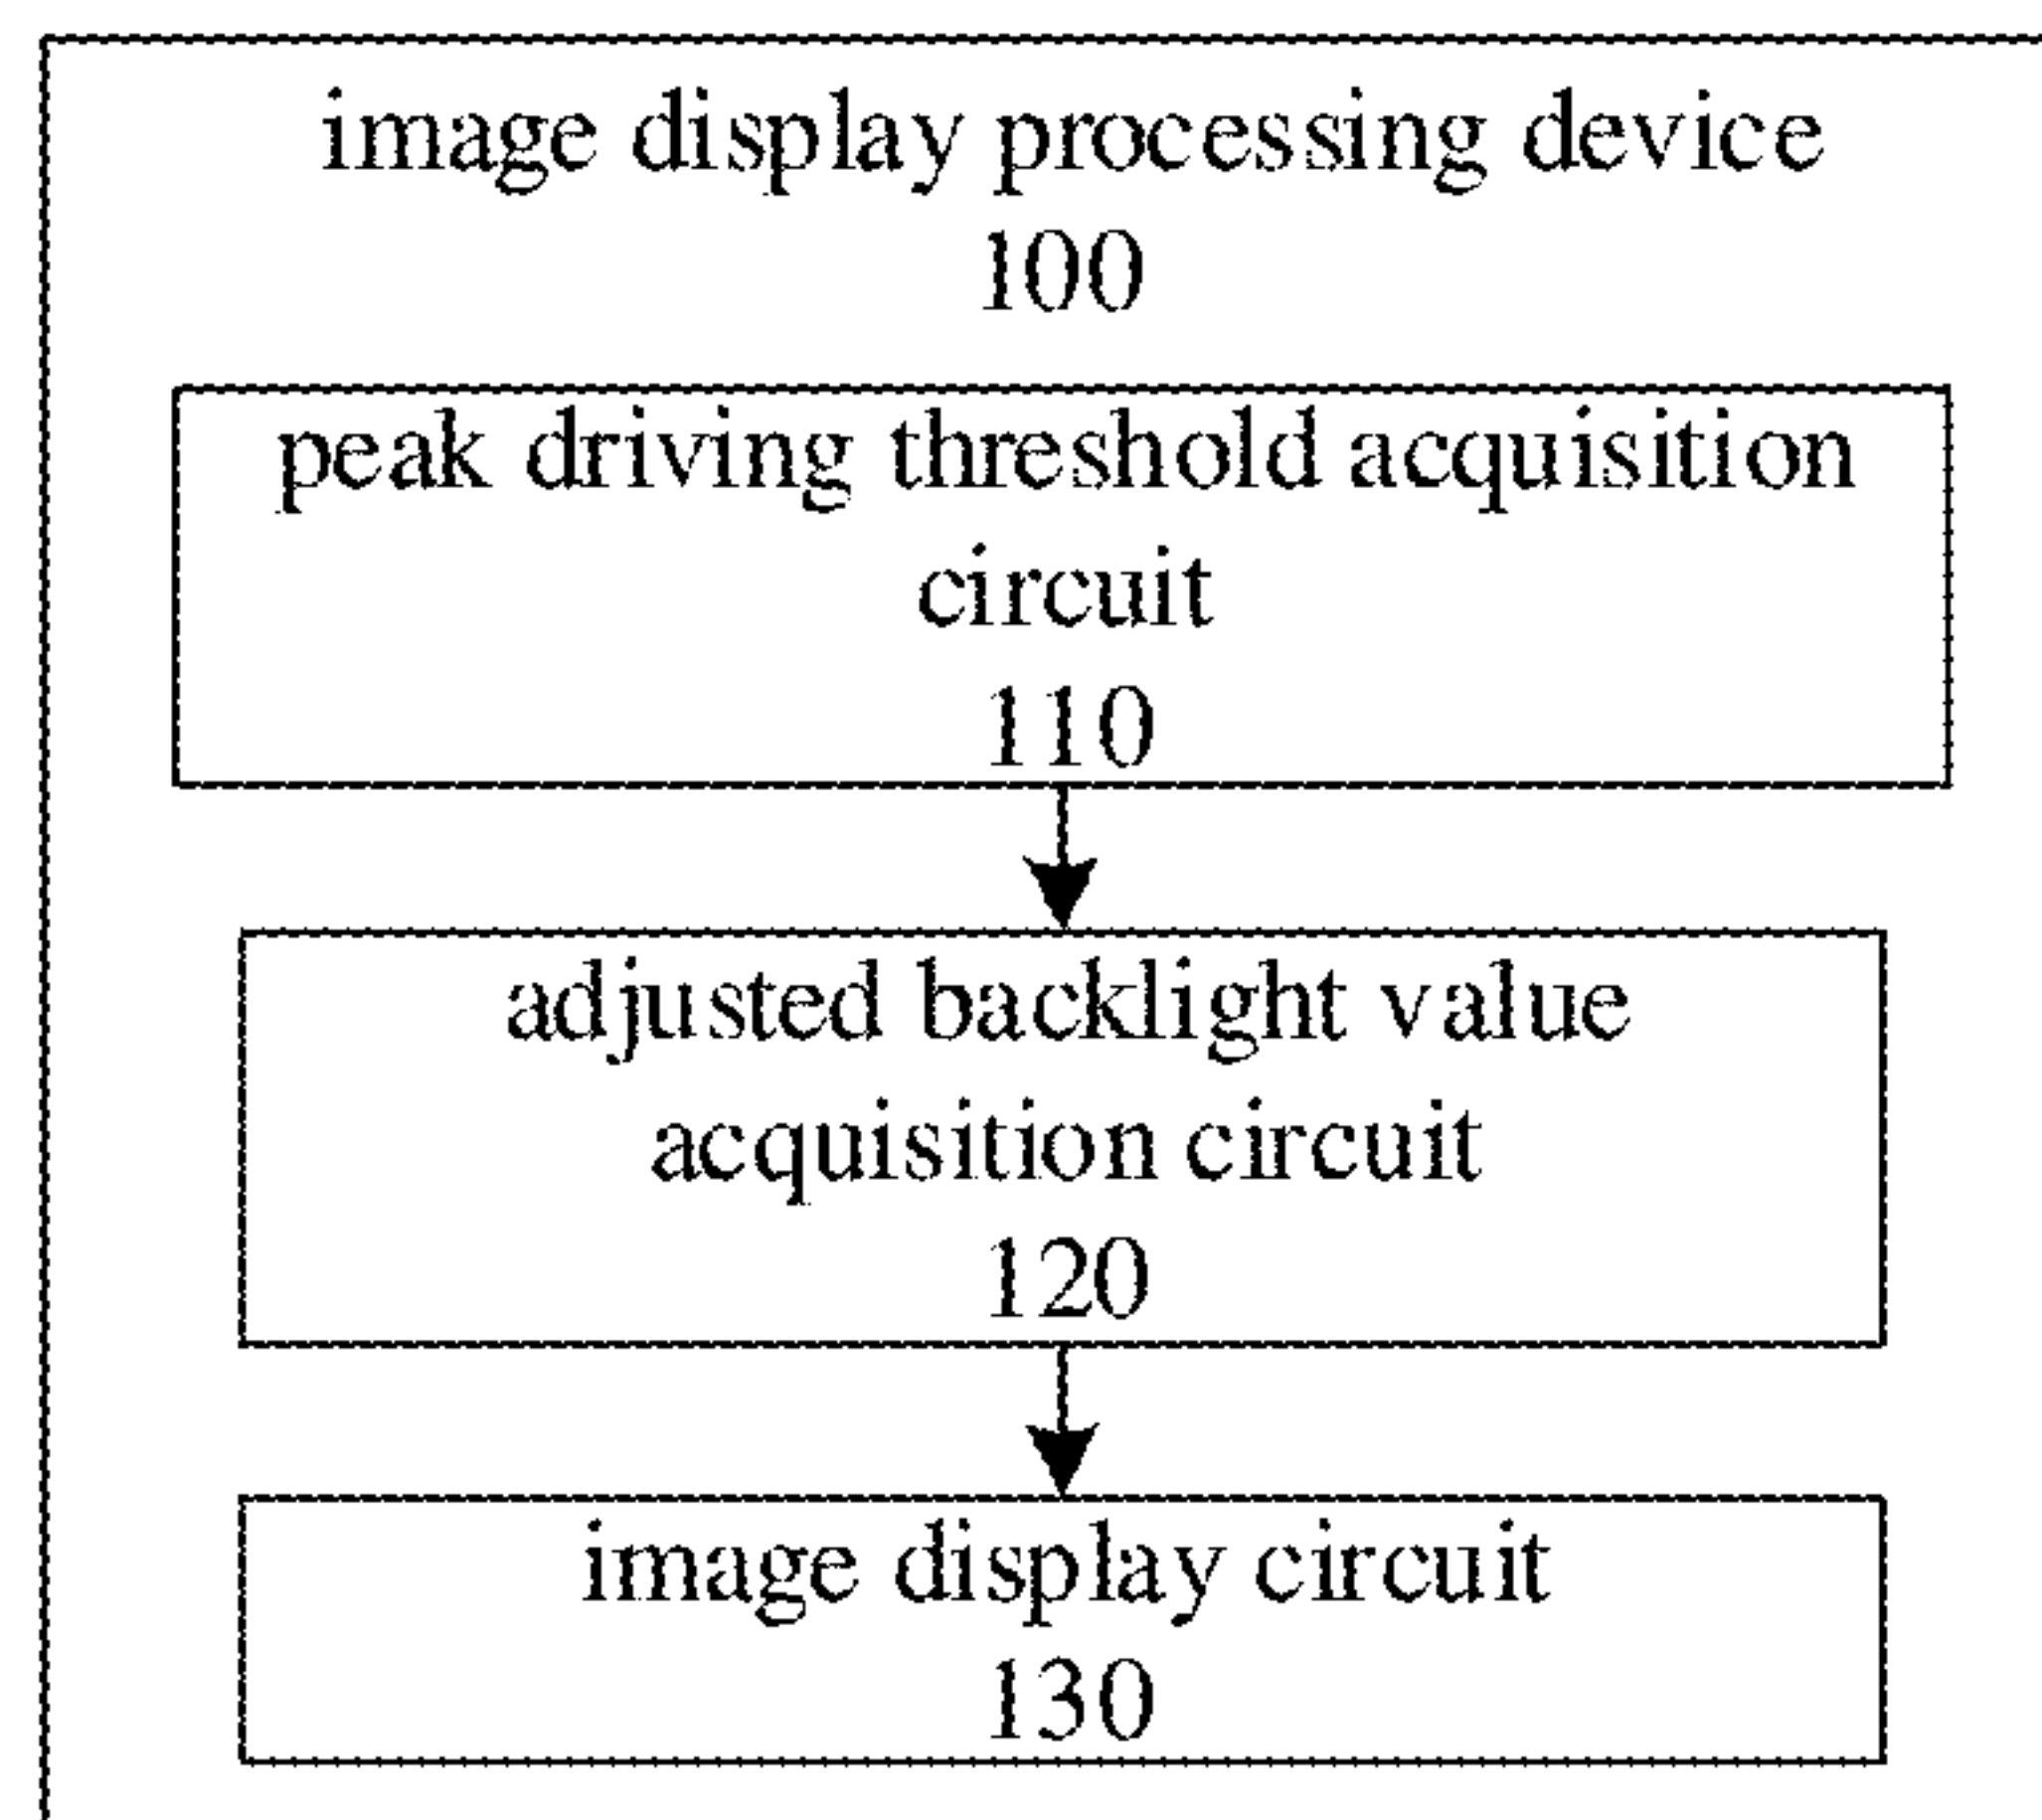 image display processing device
100
peak driving threshold acquisition
circuit
110
adjusted backlight value
acquisition circuit
120
image display circuit
130